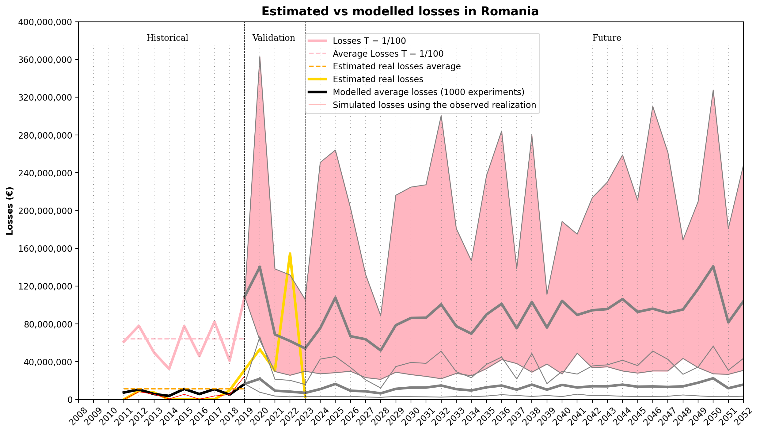 Estimated vs modelled losses in Romania
400,000,000
360,000,000
320,000,000
280,000,000
240,000,000
200,000,000
160,000,000
120,000,000
80,000,000
40,000,000
0
Losses (€)
Historical
Validation
Future
Losses T − 1/100
Average Losses T − 1/100
Estimated real losses average
Estimated real losses
Modelled average losses (1000 experiments)
Simulated losses using the observed realization
2008 2009 2010 2011 2012 2013 2014 2015 2016 2017 2018 2019 2020 2021 2022 2023 2024 2025 2026 2027 2028 2029 2030 2031 2032 2033 2034 2035 2036 2037 2038 2039 2040 2041 2042 2043 2044 2045 2046 2047 2048 2049 2050 2051 2052